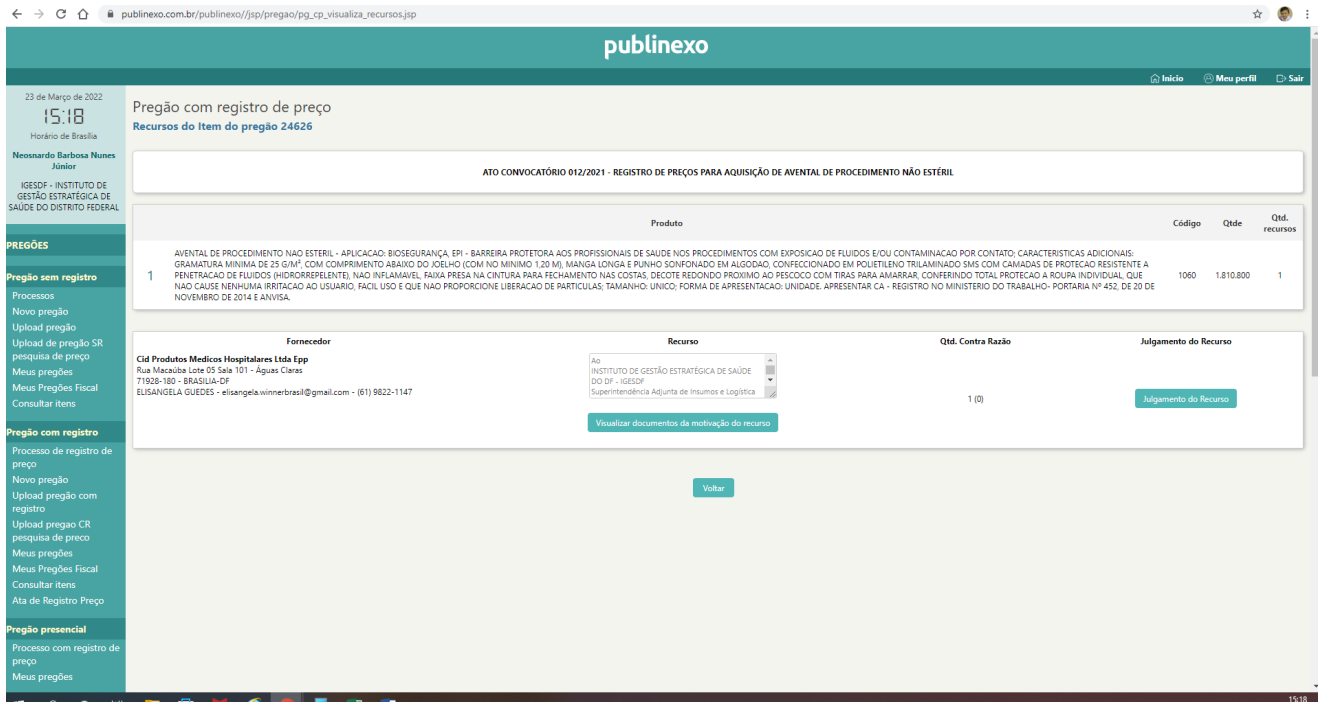 publinexo.com.br/publinexo//jsp/pregao/pg_cp_visualiza_recursos.jsp
publinexo
Início
Meu perfil
Sair
23 de Março de 2022
15:18
Horário de Brasília
Neosnardo Barbosa Nunes
Júnior
IGESDF - INSTITUTO DE
GESTÃO ESTRATÉGICA DE
SAÚDE DO DISTRITO FEDERAL
PREGÕES
Pregão sem registro
Processos
Novo pregão
Upload pregão
Upload de pregão SR
pesquisa de preço
Meus pregões
Meus Pregões Fiscal
Consultar itens
Pregão com registro
Processo de registro de
preço
Novo pregão
Upload pregão com
registro
Upload pregao CR
pesquisa de preco
Meus pregões
Meus Pregões Fiscal
Consultar itens
Ata de Registro Preço
Pregão presencial
Processo com registro de
preço
Meus pregões
Pregão com registro de preço
Recursos do Item do pregão 24626
ATO CONVOCATÓRIO 012/2021 - REGISTRO DE PREÇOS PARA AQUISIÇÃO DE AVENTAL DE PROCEDIMENTO NÃO ESTÉRIL
Produto
Código
Qtde
Qtd.
recursos
1
AVENTAL DE PROCEDIMENTO NAO ESTERIL - APLICACAO: BIOSEGURANÇA, EPI - BARREIRA PROTETORA AOS PROFISSIONAIS DE SAUDE NOS PROCEDIMENTOS COM EXPOSICAO DE FLUIDOS E/OU CONTAMINACAO POR CONTATO; CARACTERISTICAS ADICIONAIS:
GRAMATURA MINIMA DE 25 G/M², COM COMPRIMENTO ABAIXO DO JOELHO (COM NO MINIMO 1,20 M), MANGA LONGA E PUNHO SONFONADO EM ALGODAO, CONFECCIONADO EM POLIETILENO TRILAMINADO SMS COM CAMADAS DE PROTECAO RESISTENTE A
PENETRACAO DE FLUIDOS (HIDRORREPELENTE), NAO INFLAMAVEL, FAIXA PRESA NA CINTURA PARA FECHAMENTO NAS COSTAS, DECOTE REDONDO PROXIMO AO PESCOCO COM TIRAS PARA AMARRAR, CONFERINDO TOTAL PROTECAO A ROUPA INDIVIDUAL, QUE
NAO CAUSE NENHUMA IRRITACAO AO USUARIO, FACIL USO E QUE NAO PROPORCIONE LIBERACAO DE PARTICULAS; TAMANHO: UNICO; FORMA DE APRESENTACAO: UNIDADE. APRESENTAR CA - REGISTRO NO MINISTERIO DO TRABALHO- PORTARIA Nº 452, DE 20 DE
NOVEMBRO DE 2014 E ANVISA.
1060
1.810.800
1
Fornecedor
Recurso
Qtd. Contra Razão
Julgamento do Recurso
Cid Produtos Medicos Hospitalares Ltda Epp
Rua Macaúba Lote 05 Sala 101 - Águas Claras
71928-180 - BRASILIA-DF
ELISANGELA GUEDES - elisangela.winnerbrasil@gmail.com - (61) 9822-1147
Ao
INSTITUTO DE GESTÃO ESTRATÉGICA DE SAÚDE
DO DF - IGESDF
Superintendência Adjunta de Insumos e Logística
Visualizar documentos da motivação do recurso
1 (0)
Julgamento do Recurso
Voltar
15:18